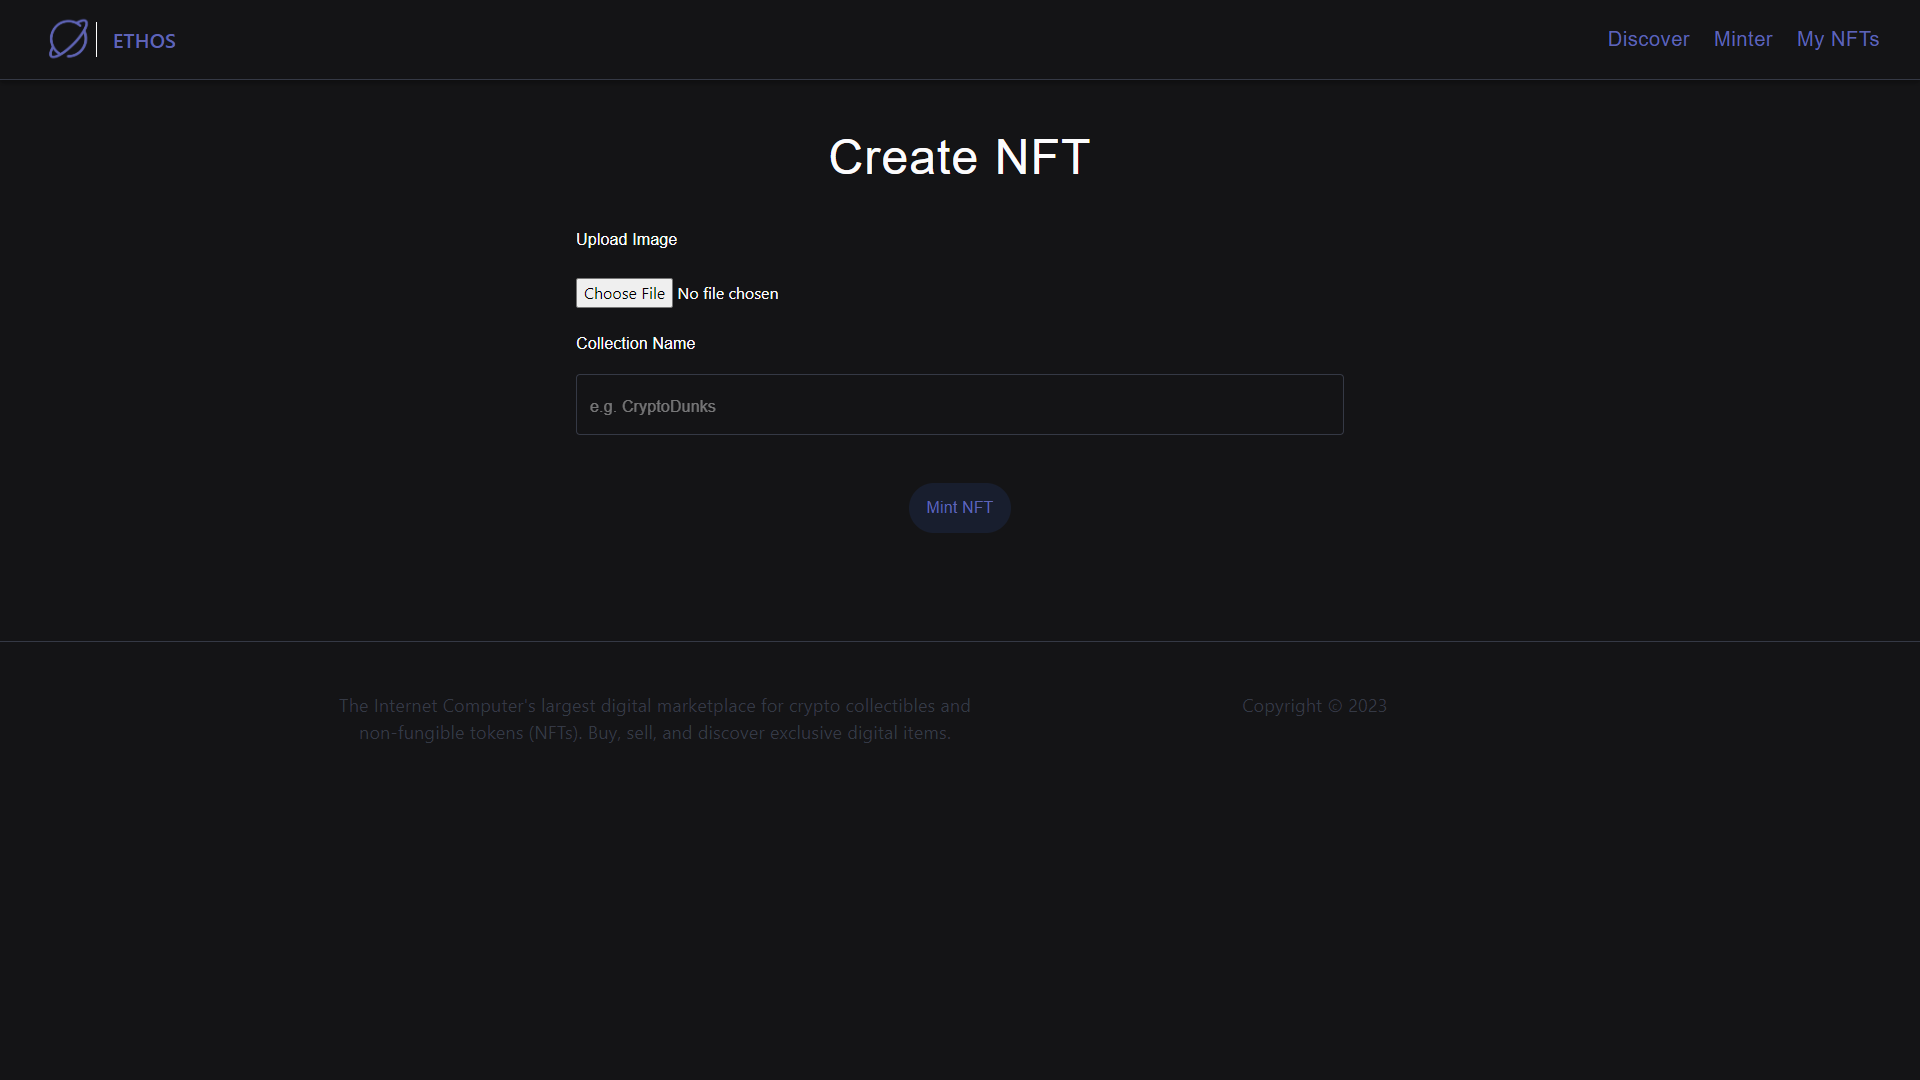 ETHOS
Discover Minter My NFTs
Create NFT
Upload Image
Choose File No file chosen
Collection Name
e.g. CryptoDunks
Mint NFT
The Internet Computer's largest digital marketplace for crypto collectibles and
non-fungible tokens (NFTs). Buy, sell, and discover exclusive digital items.
Copyright © 2023